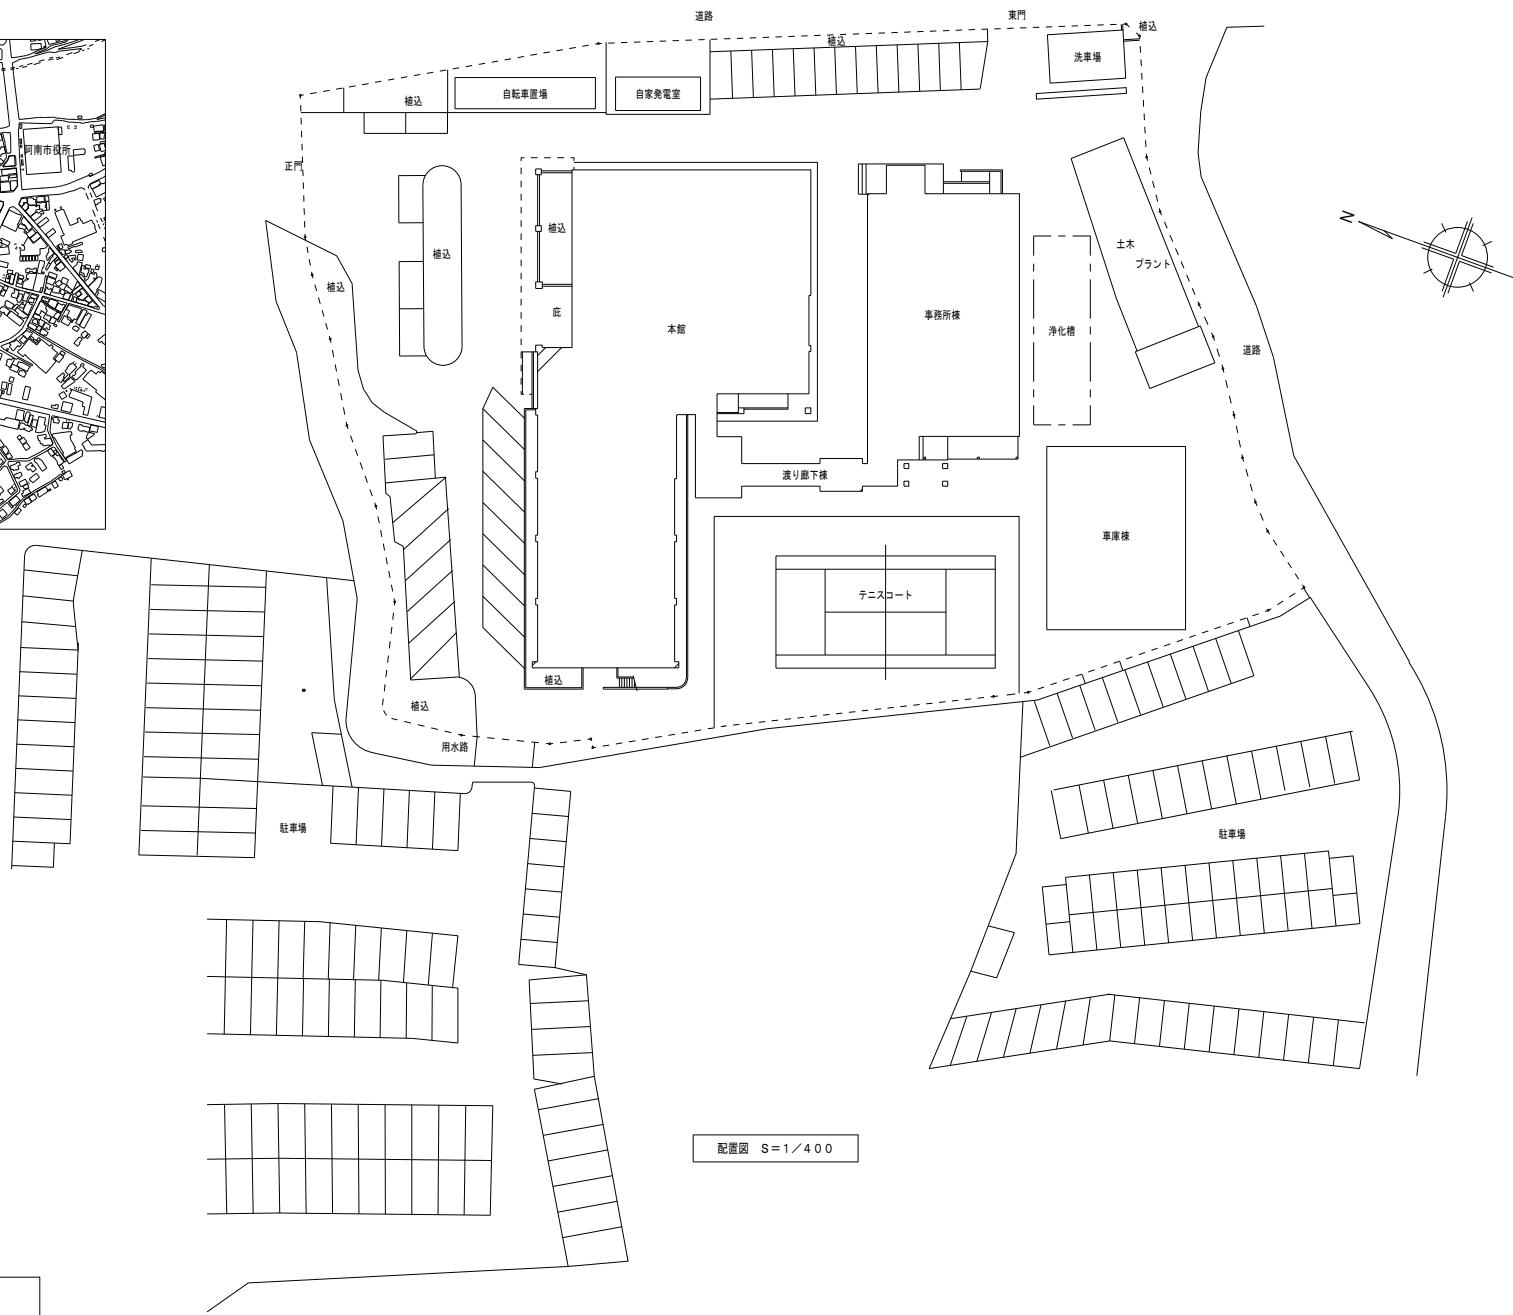 道路
東門
植込
植込
洗車場
植込
自転車置場
自家発電室
阿南市役所
正門
植込
植込
土木
プラント
N
植込
庇
本館
事務所棟
浄化槽
道路
渡り廊下棟
車庫棟
テニスコート
植込
植込
用水路
駐車場
駐車場
配置図 S=1/400